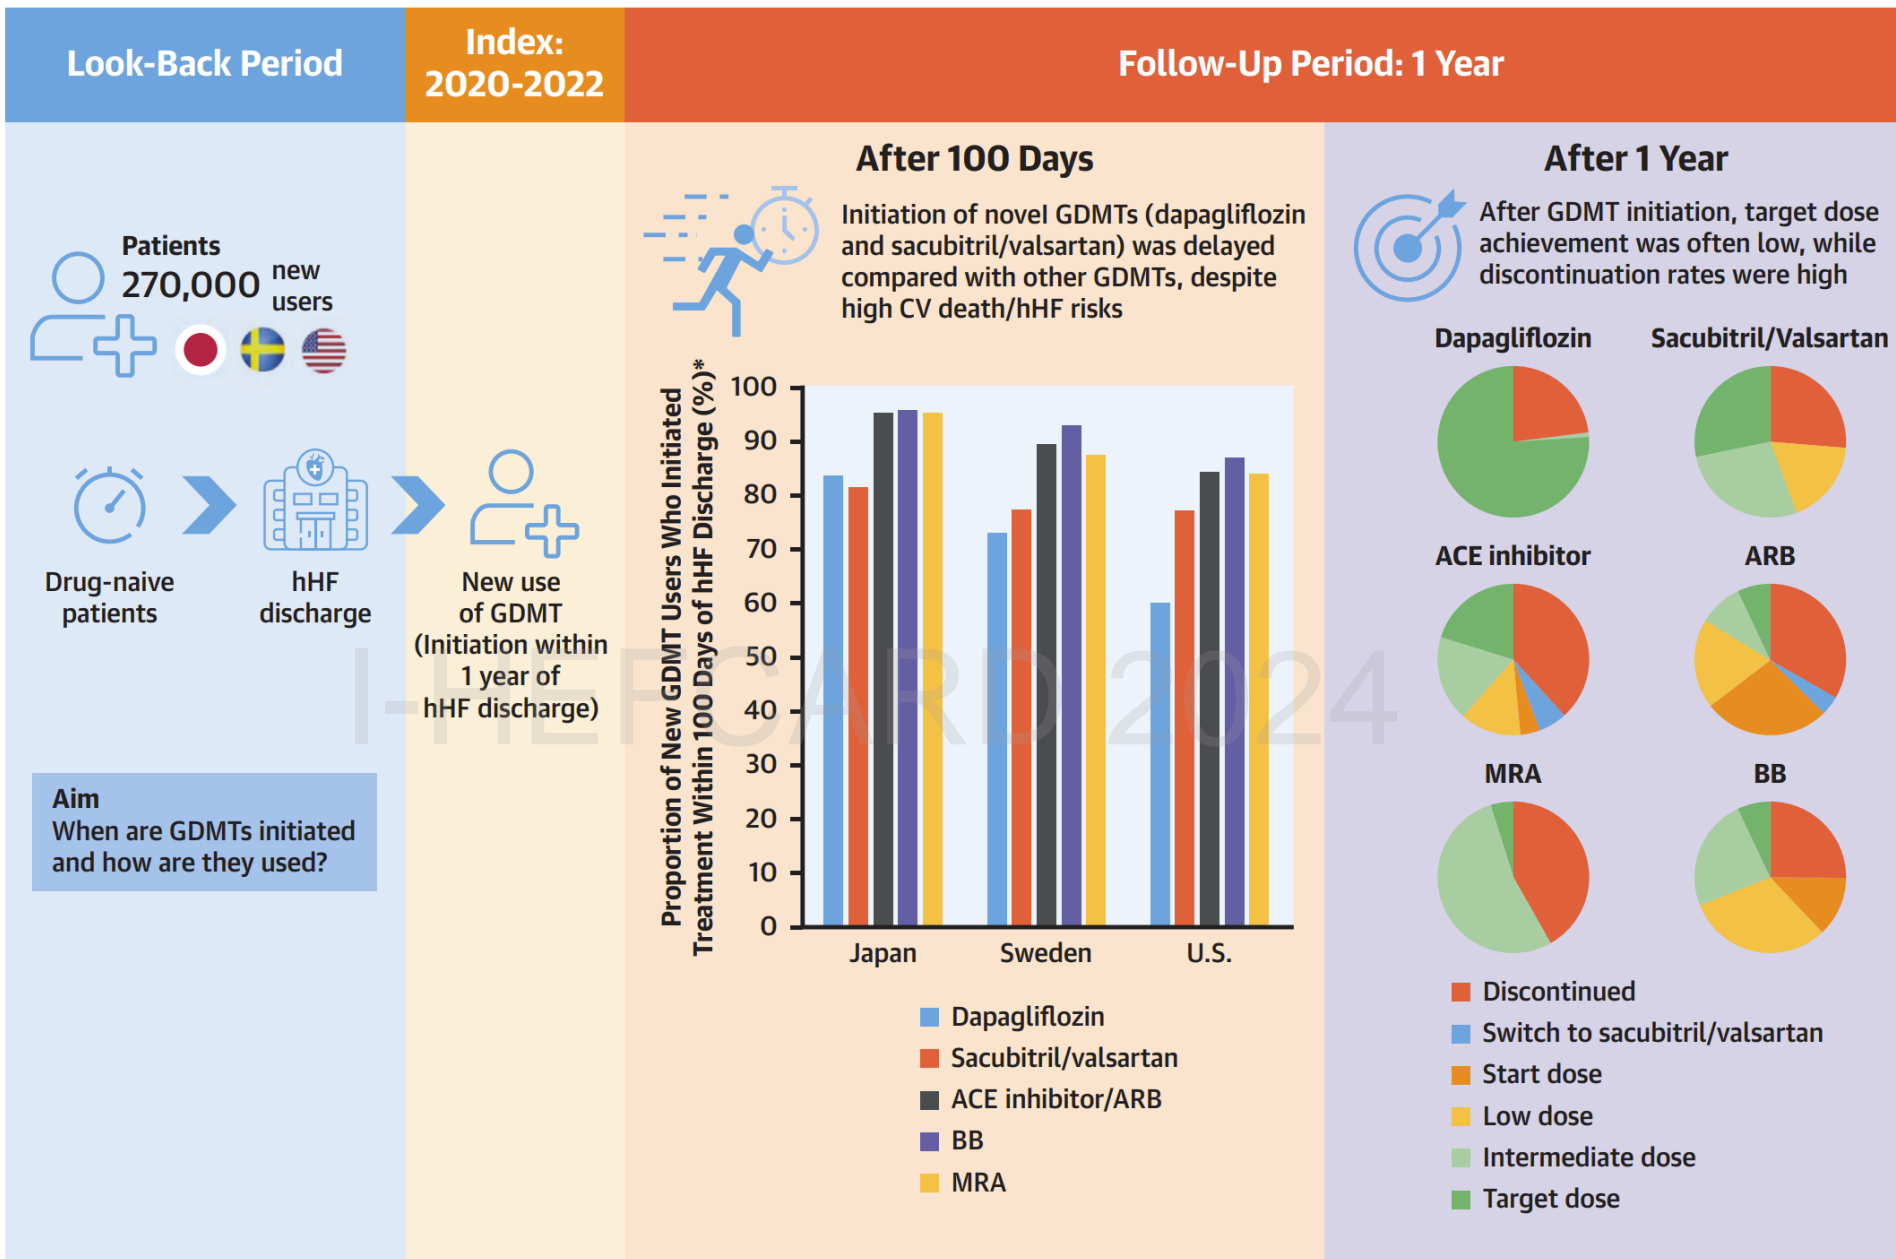 Look-Back Period
Index:
2020-2022
Follow-Up Period: 1 Year
Patients
270,000 new
users
Drug-naive
patients
hHF
discharge
Aim
When are GDMTs initiated
and how are they used?
New use
of GDMT
(Initiation within
1 year of
hHF discharge)
After 100 Days
Initiation of novel GDMTs (dapagliflozin
and sacubitril/valsartan) was delayed
compared with other GDMTs, despite
high CV death/hHF risks
Proportion of New GDMT Users Who Initiated
Treatment Within 100 Days of hHF Discharge (%)*
100
90
80
70
60
50
40
30
20
10
0
Japan
Sweden
U.S.
Dapagliflozin
Sacubitril/valsartan
ACE inhibitor/ARB
BB
MRA
After 1 Year
After GDMT initiation, target dose
achievement was often low, while
discontinuation rates were high
Dapagliflozin
Sacubitril/Valsartan
ACE inhibitor
ARB
MRA
BB
Discontinued
Switch to sacubitril/valsartan
Start dose
Low dose
Intermediate dose
Target dose
I-HEFCARD 2024